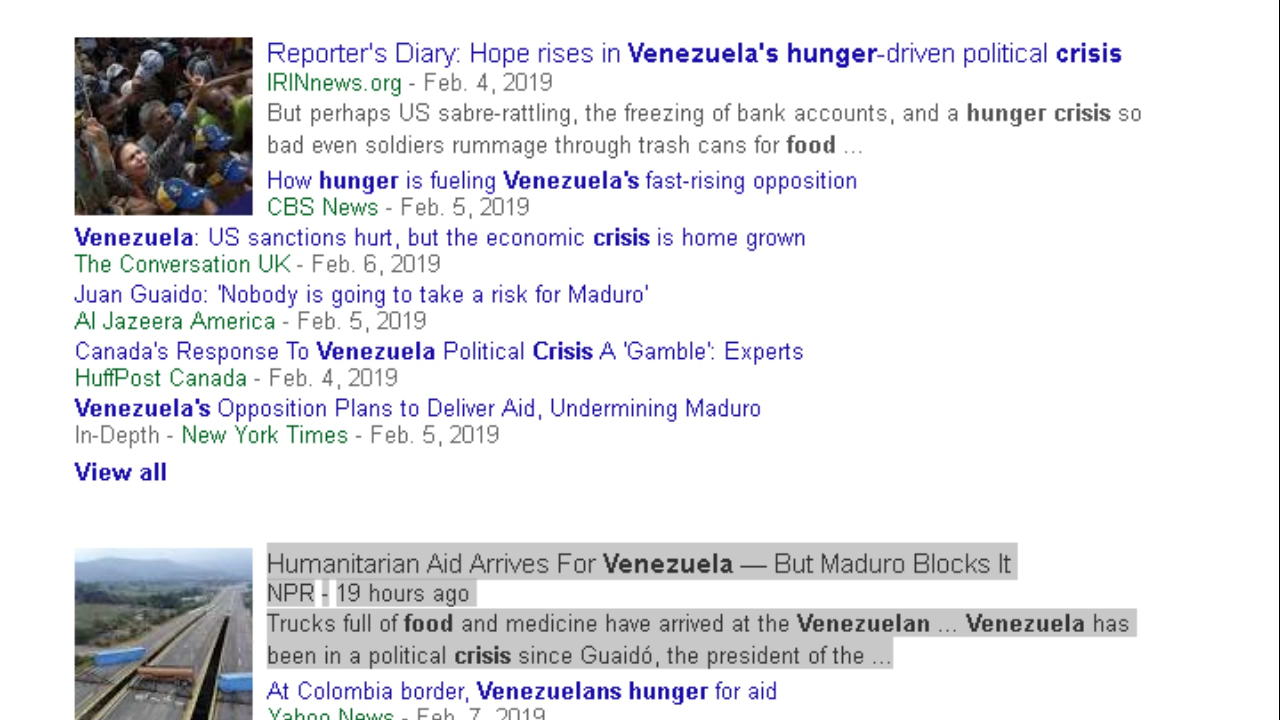 Reporter's Diary: Hope rises in Venezuela's hunger-driven political crisis
IRINnews.org - Feb. 4, 2019
But perhaps US sabre-rattling, the freezing of bank accounts, and a hunger crisis so
bad even soldiers rummage through trash cans for food ...
How hunger is fueling Venezuela's fast-rising opposition
CBS News - Feb. 5, 2019
Venezuela: US sanctions hurt, but the economic crisis is home grown
The Conversation UK - Feb. 6, 2019
Juan Guaido: 'Nobody is going to take a risk for Maduro'
Al Jazeera America - Feb. 5, 2019
Canada's Response To Venezuela Political Crisis A 'Gamble': Experts
HuffPost Canada - Feb. 4, 2019
Venezuela's Opposition Plans to Deliver Aid, Undermining Maduro
In-Depth - New York Times - Feb. 5, 2019
View all
Humanitarian Aid Arrives For Venezuela — But Maduro Blocks It
NPR - 19 hours ago
Trucks full of food and medicine have arrived at the Venezuelan ... Venezuela has
been in a political crisis since Guaidó, the president of the ...
At Colombia border, Venezuelans hunger for aid
Yahoo News - Feb. 7, 2019